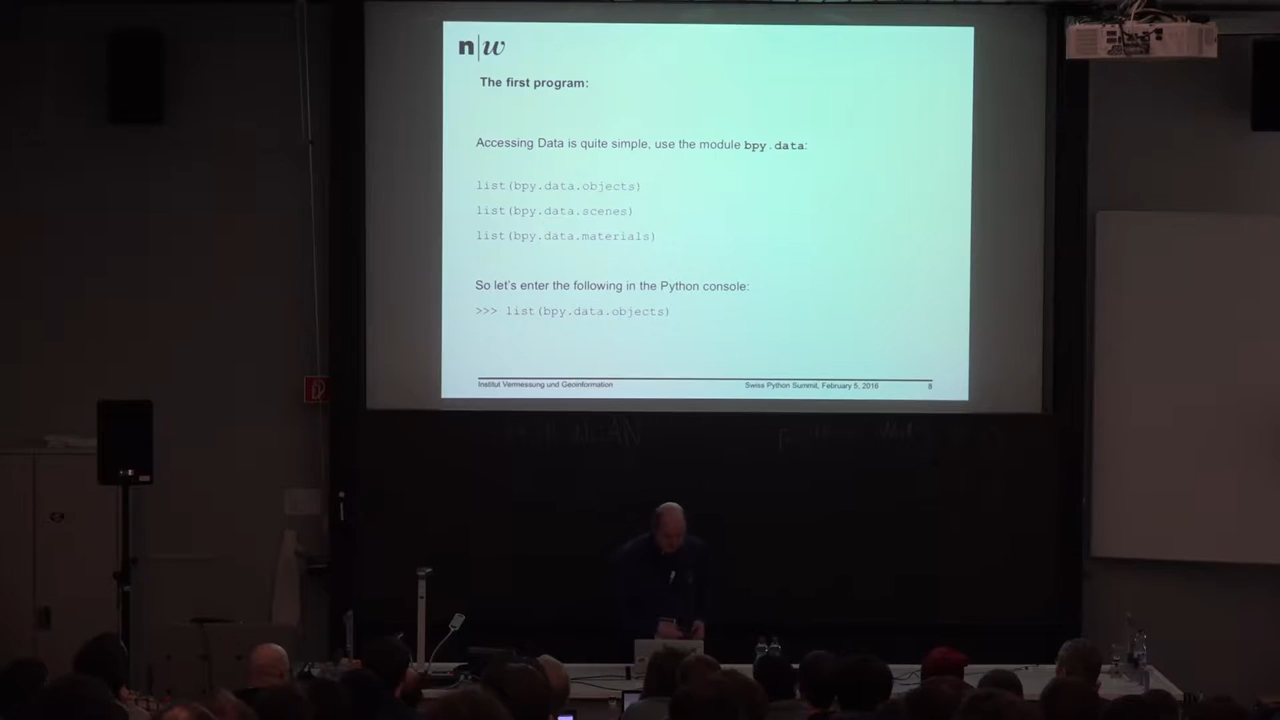 n|w
The first program:
Accessing Data is quite simple, use the module bpy.data:
list(bpy.data.objects)
list(bpy.data.scenes)
list(bpy.data.materials)
So let's enter the following in the Python console:
>>> list(bpy.data.objects)
Institut Vermessung und Geoinformation Swiss Python Summit, February 5, 2016 8